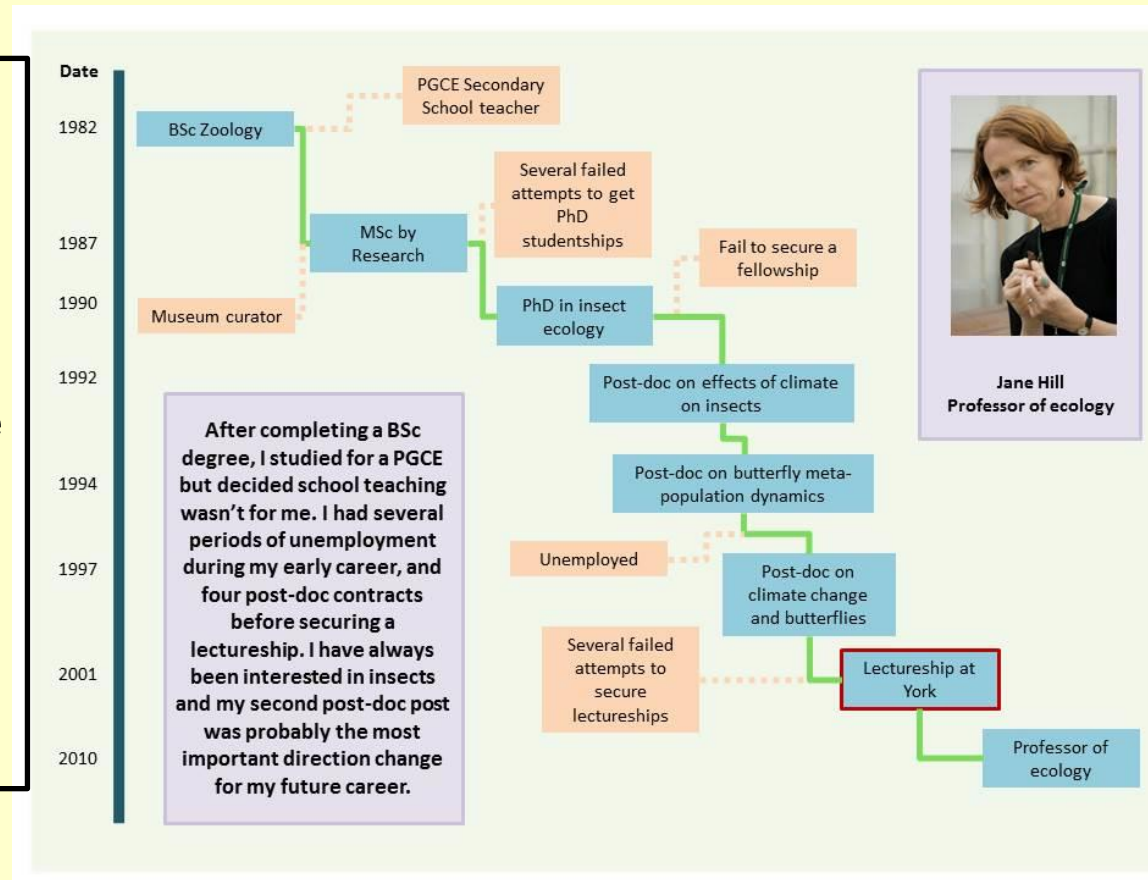 Date
1982
1987
1990
1992
1994
1997
2001
2010
BSc Zoology
PGCE Secondary
School teacher
MSc by
Research
Several failed
attempts to get
PhD
studentships
Museum curator
PhD in insect
ecology
Fail to secure a
fellowship
Post-doc on effects of climate
on insects
Post-doc on butterfly meta-
population dynamics
Unemployed
Post-doc on
climate change
and butterflies
Several failed
attempts to
secure
lectureships
Lectureship at
York
Professor of
ecology
After completing a BSc
degree, I studied for a PGCE
but decided school teaching
wasn’t for me. I had several
periods of unemployment
during my early career, and
four post-doc contracts
before securing a
lectureship. I have always
been interested in insects
and my second post-doc post
was probably the most
important direction change
for my future career.
Jane Hill
Professor of ecology